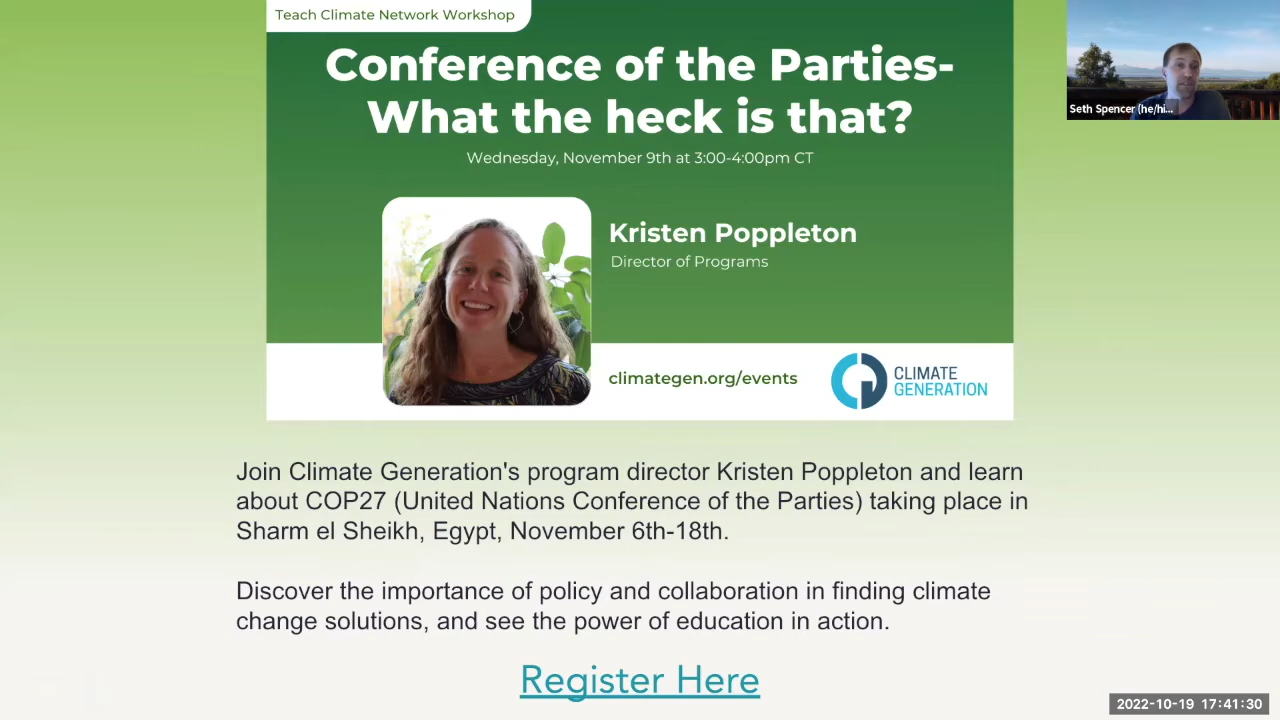 Teach Climate Network Workshop
Conference of the Parties-
What the heck is that?
Wednesday, November 9th at 3:00-4:00pm CT
Kristen Poppleton
Director of Programs
climategen.org/events
CLIMATE
GENERATION
Seth Spencer (he/hi...
Join Climate Generation's program director Kristen Poppleton and learn
about COP27 (United Nations Conference of the Parties) taking place in
Sharm el Sheikh, Egypt, November 6th-18th.
Discover the importance of policy and collaboration in finding climate
change solutions, and see the power of education in action.
Register Here
2022-10-19 17:41:30